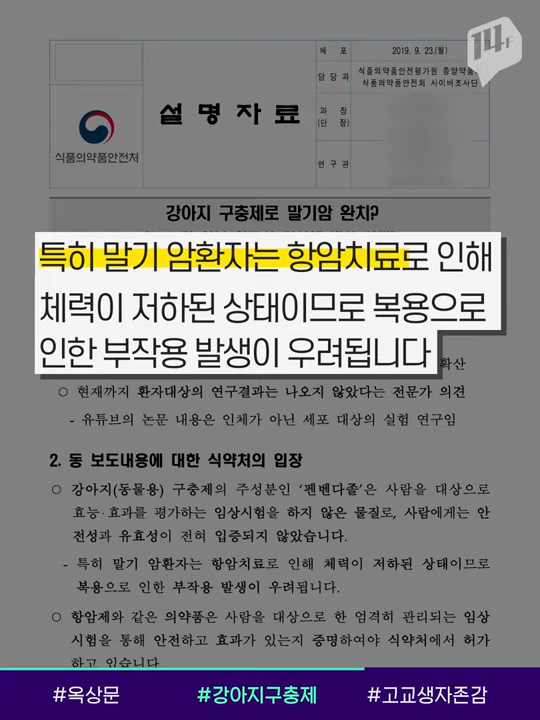 14F
배 포 2019. 9. 23.(월)
담 당 과 식품의약품안전평가원 종양약품
식품의약품안전처 사이버조사단
과 장
(단 장)
연 구 관
설 명 자 료
식품의약품안전처
강아지 구충제로 말기암 완치?
특히 말기 암환자는 항암치료로 인해
체력이 저하된 상태이므로 복용으로
인한 부작용 발생이 우려됩니다
확산
○ 현재까지 환자대상의 연구결과는 나오지 않았다는 전문가 의견
- 유튜브의 논문 내용은 인체가 아닌 세포 대상의 실험 연구임
2. 동 보도내용에 대한 식약처의 입장
○ 강아지(동물용) 구충제의 주성분인 ‘펜벤다졸’은 사람을 대상으로
효능·효과를 평가하는 임상시험을 하지 않은 물질로, 사람에게는 안
전성과 유효성이 전혀 입증되지 않았습니다.
- 특히 말기 암환자는 항암치료로 인해 체력이 저하된 상태이므로
복용으로 인한 부작용 발생이 우려됩니다.
○ 항암제와 같은 의약품은 사람을 대상으로 한 엄격히 관리되는 임상
시험을 통해 안전하고 효과가 있는지 증명하여야 식약처에서 허가
하고 있습니다
#옥상문 #강아지구충제 #고교생자존감